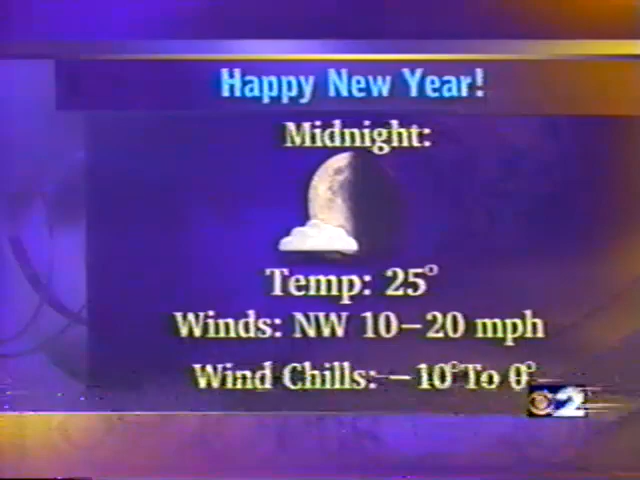 Happy New Year!
Midnight:
Temp: 25°
Winds: NW 10-20 mph
Wind Chills: -10° To 0°
2